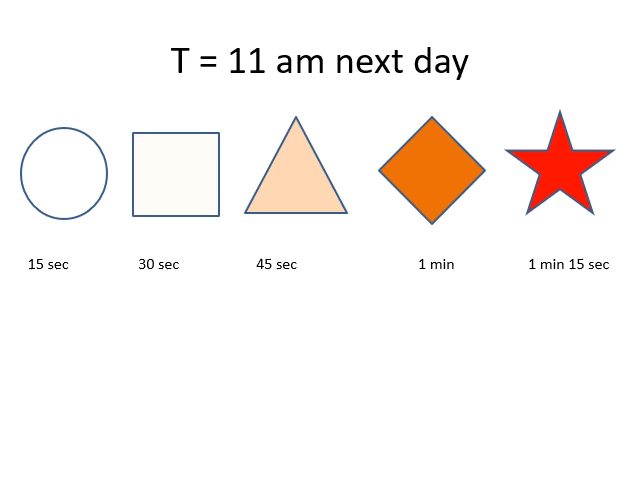 T = 11 am next day
15 sec 30 sec 45 sec 1 min 1 min 15 sec